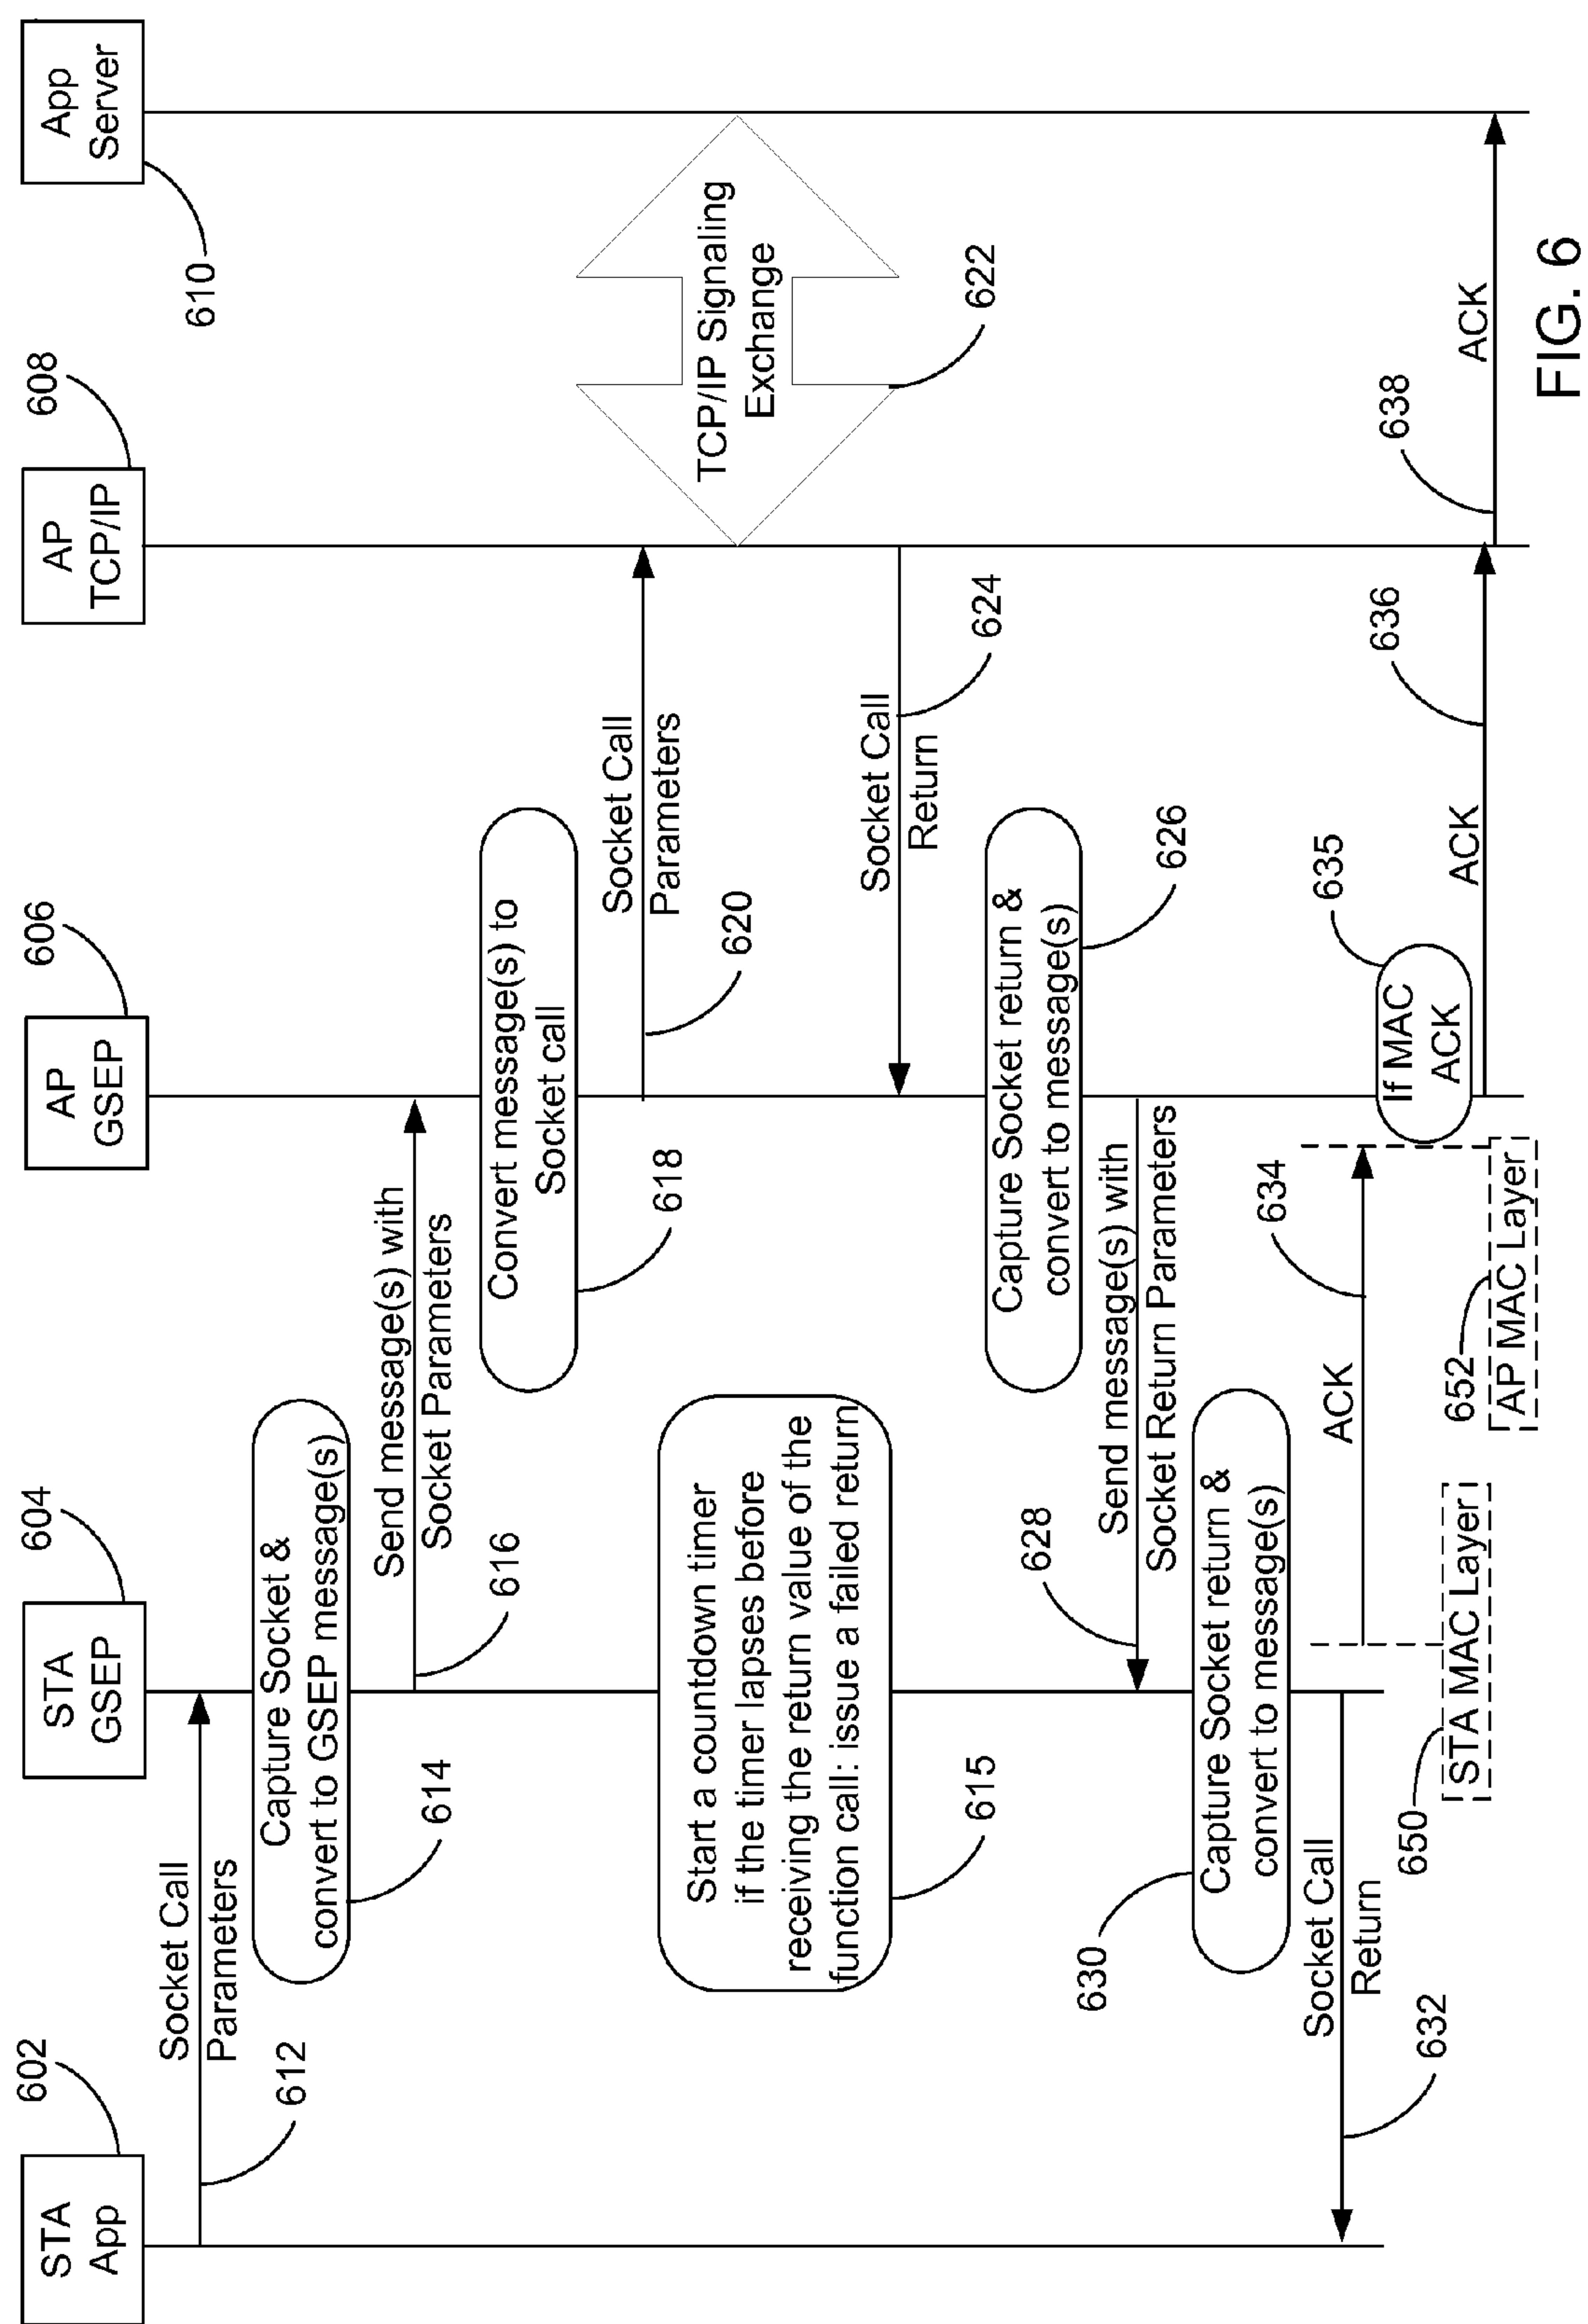 STA
App
602
STA
GSEP
604
AP
GSEP
606
AP
TCP/IP
608
App
Server
610
Socket Call
Parameters
612
Capture Socket &
convert to GSEP message(s)
614
Send message(s) with
Socket Parameters
616
Convert message(s) to
Socket call
618
Socket Call
Parameters
620
Start a countdown timer
if the timer lapses before
receiving the return value of the
function call: issue a failed return
615
TCP/IP Signaling
Exchange
622
Socket Call
Return
624
Capture Socket return &
convert to message(s)
626
Send message(s) with
Socket Return Parameters
628
Capture Socket return &
convert to message(s)
630
Socket Call
Return
632
ACK
634
If MAC
ACK
635
ACK
636
ACK
638
650
STA MAC Layer
652
AP MAC Layer
FIG. 6